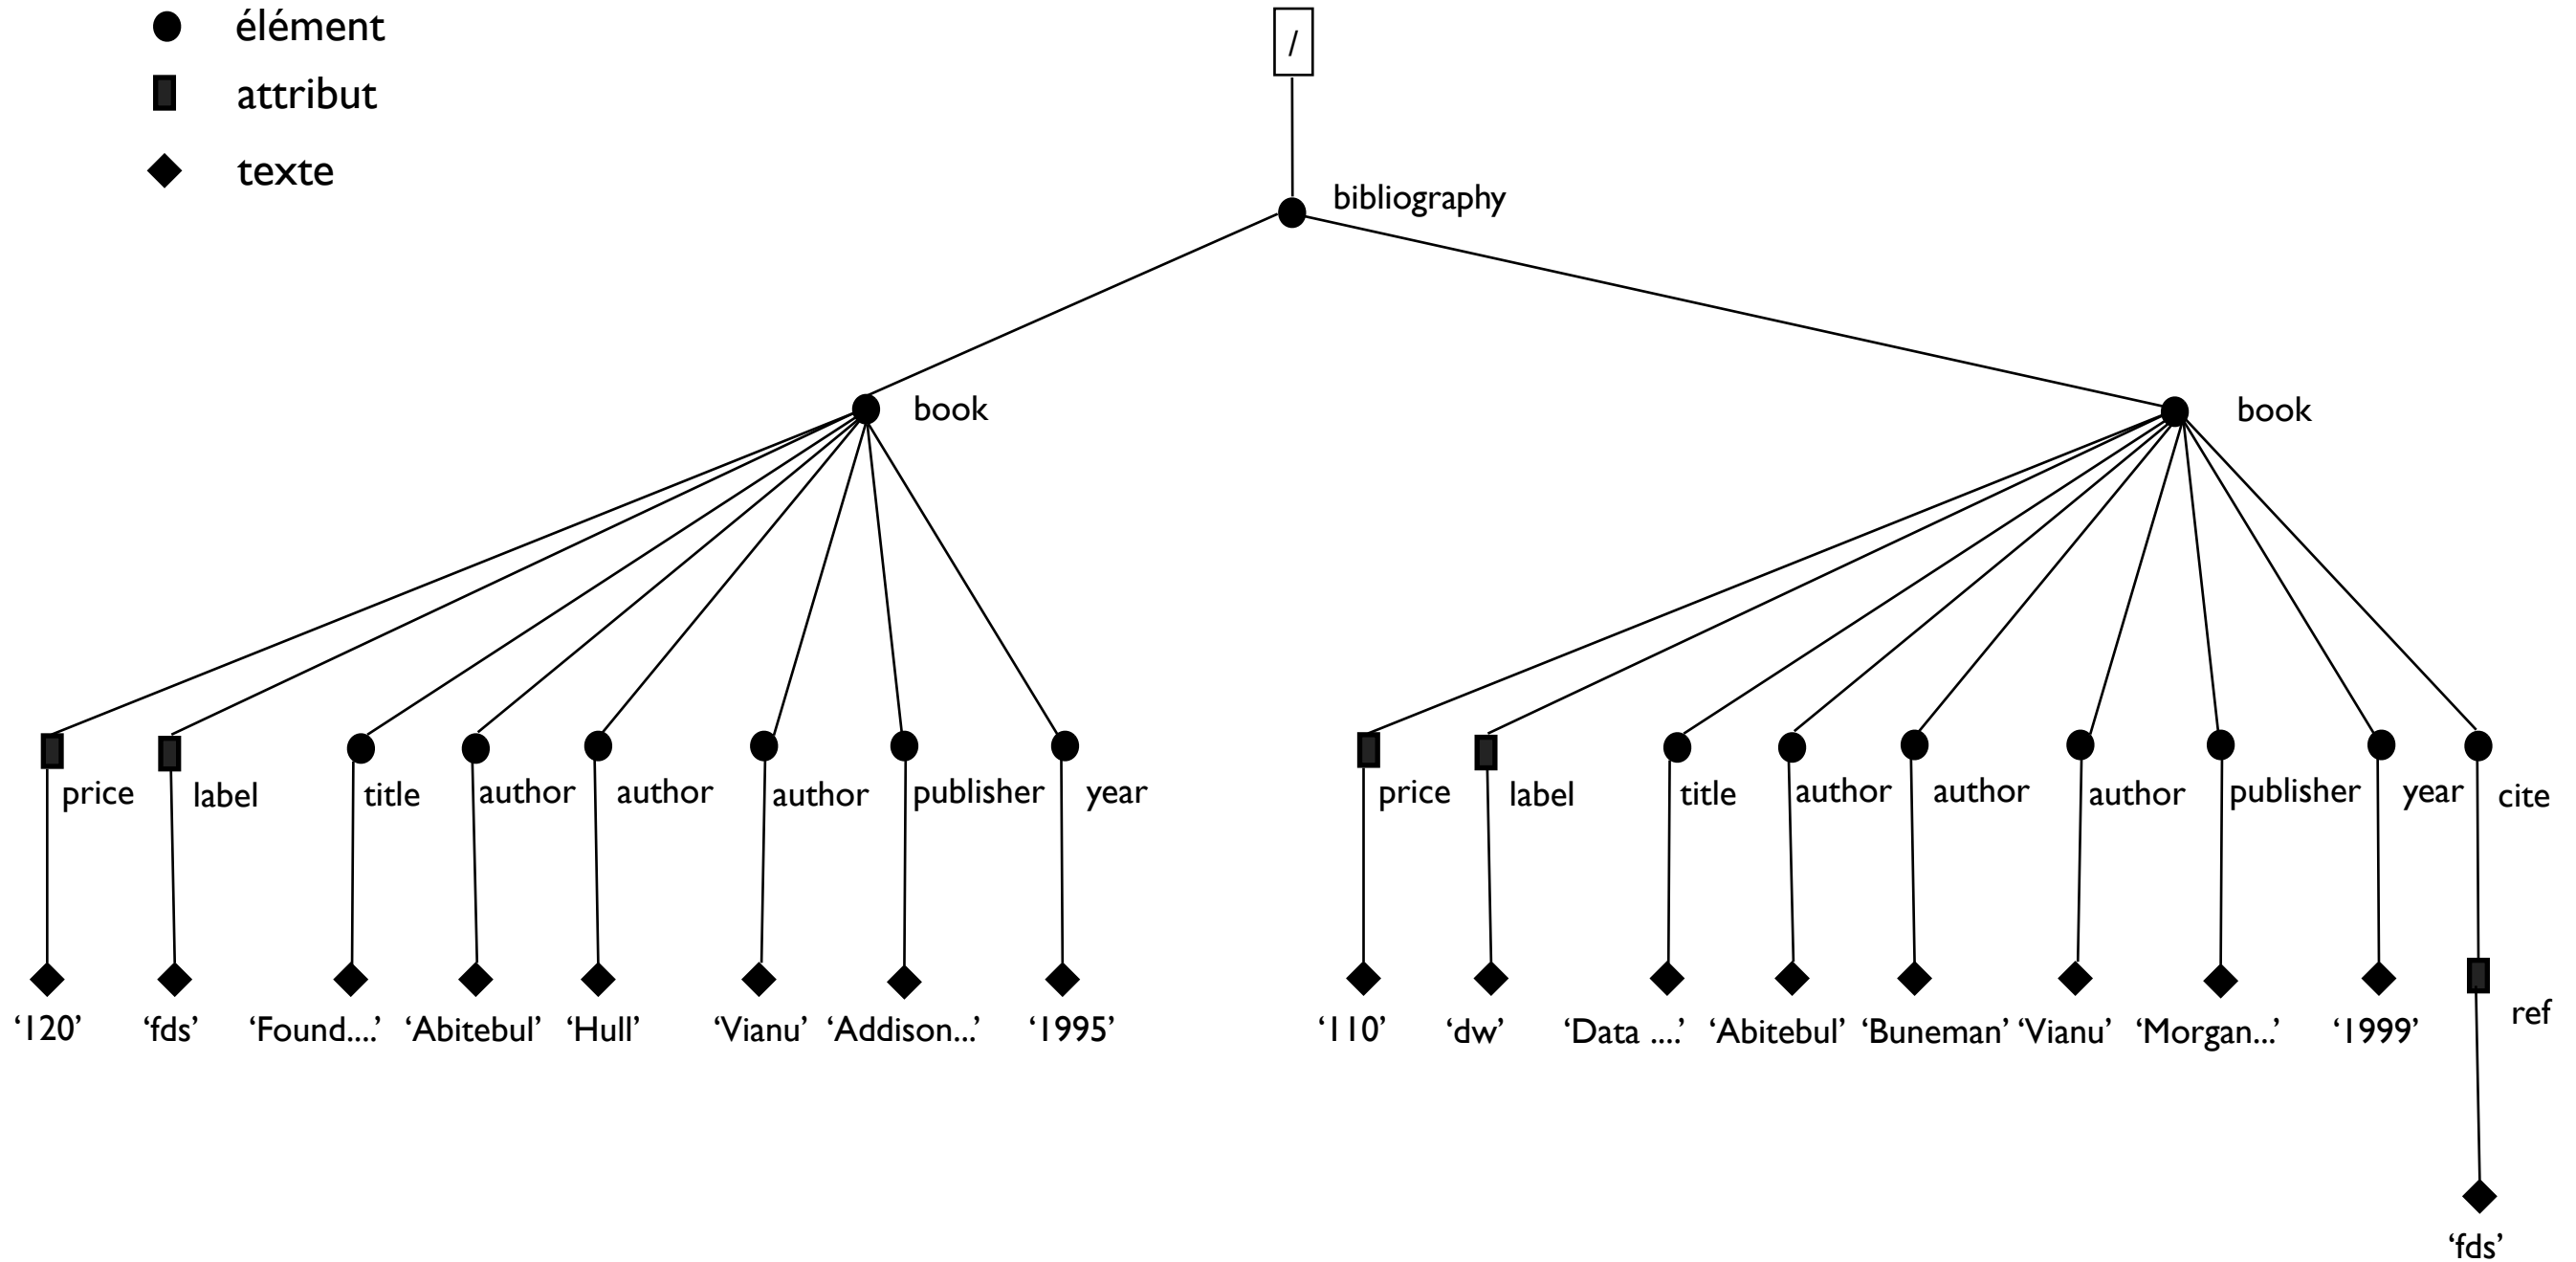 élément
attribut
texte
/
bibliography
book
book
price label title author author author publisher year
price label title author author author publisher year cite
‘120’ ‘fds’ ‘Found....’ ‘Abitebul’ ‘Hull’ ‘Vianu’ ‘Addison...’ ‘1995’
‘110’ ‘dw’ ‘Data ....’ ‘Abitebul’ ‘Buneman’ ‘Vianu’ ‘Morgan...’ ‘1999’
ref
‘fds’